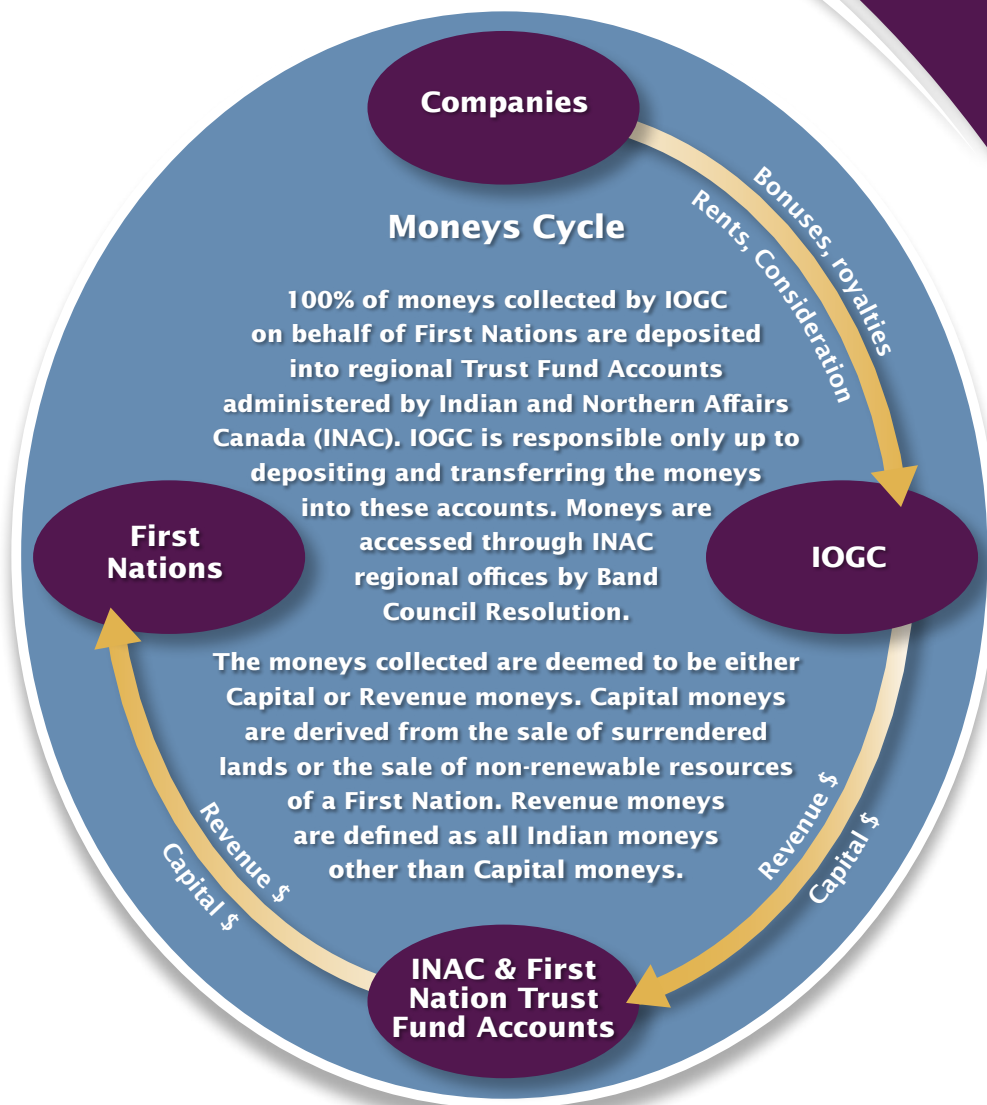 Companies
Bonuses, royalties
Rents, Consideration
Moneys Cycle
100% of moneys collected by IOGC
on behalf of First Nations are deposited
into regional Trust Fund Accounts
administered by Indian and Northern Affairs
Canada (INAC). IOGC is responsible only up to
depositing and transferring the moneys
into these accounts. Moneys are
accessed through INAC
regional offices by Band
Council Resolution.
First
Nations
IOGC
The moneys collected are deemed to be either
Capital or Revenue moneys. Capital moneys
are derived from the sale of surrendered
lands or the sale of non-renewable resources
of a First Nation. Revenue moneys
are defined as all Indian moneys
other than Capital moneys.
Revenue $
Capital $
Revenue $
Capital $
INAC & First
Nation Trust
Fund Accounts